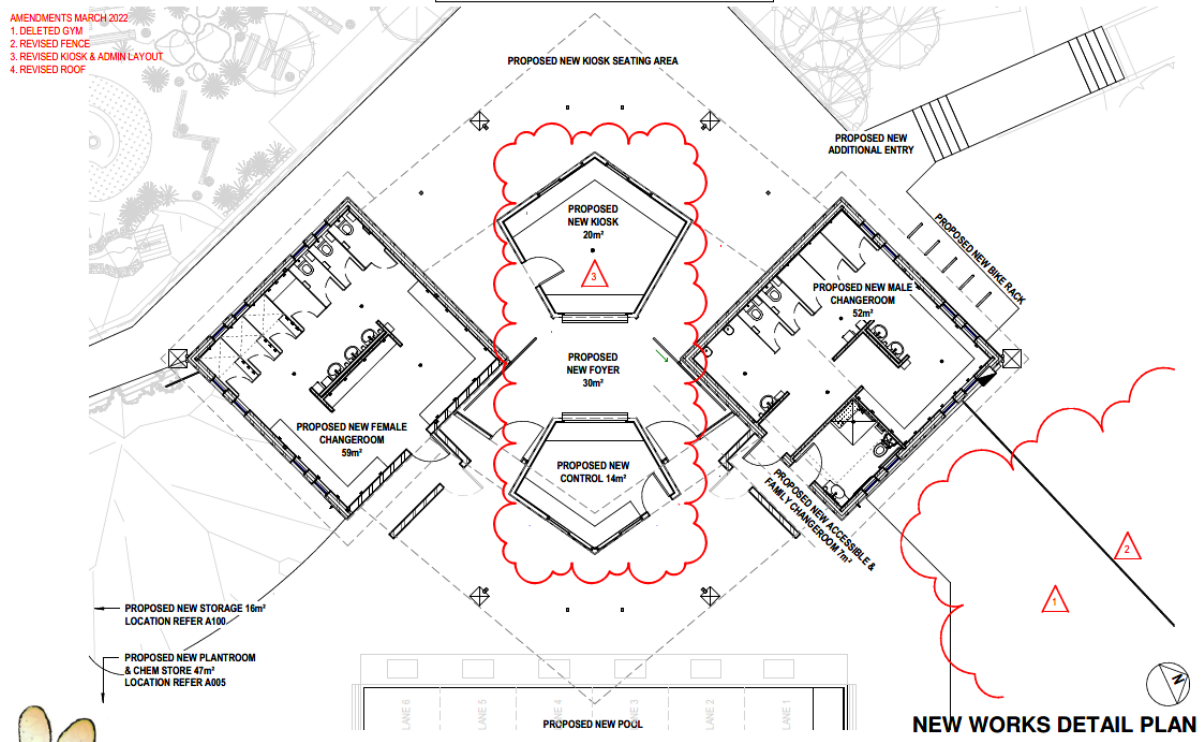 AMENDMENTS MARCH 2022
1. DELETED GYM
2. REVISED FENCE
3. REVISED KIOSK & ADMIN LAYOUT
4. REVISED ROOF
PROPOSED NEW KIOSK SEATING AREA
PROPOSED NEW
ADDITIONAL ENTRY
PROPOSED
NEW KIOSK
20m²
3
PROPOSED NEW BIKE RACK
PROPOSED NEW MALE
CHANGEROOM
52m²
PROPOSED
NEW FOYER
30m²
PROPOSED NEW FEMALE
CHANGEROOM
59m²
PROPOSED NEW
CONTROL 14m²
PROPOSED NEW ACCESSIBLE &
FAMILY CHANGEROOM 7m²
2
1
PROPOSED NEW STORAGE 16m²
LOCATION REFER A100
PROPOSED NEW PLANTROOM
& CHEM STORE 47m²
LOCATION REFER A005
LANE 6
LANE 5
LANE 4
LANE 3
LANE 2
LANE 1
PROPOSED NEW POOL
N
NEW WORKS DETAIL PLAN